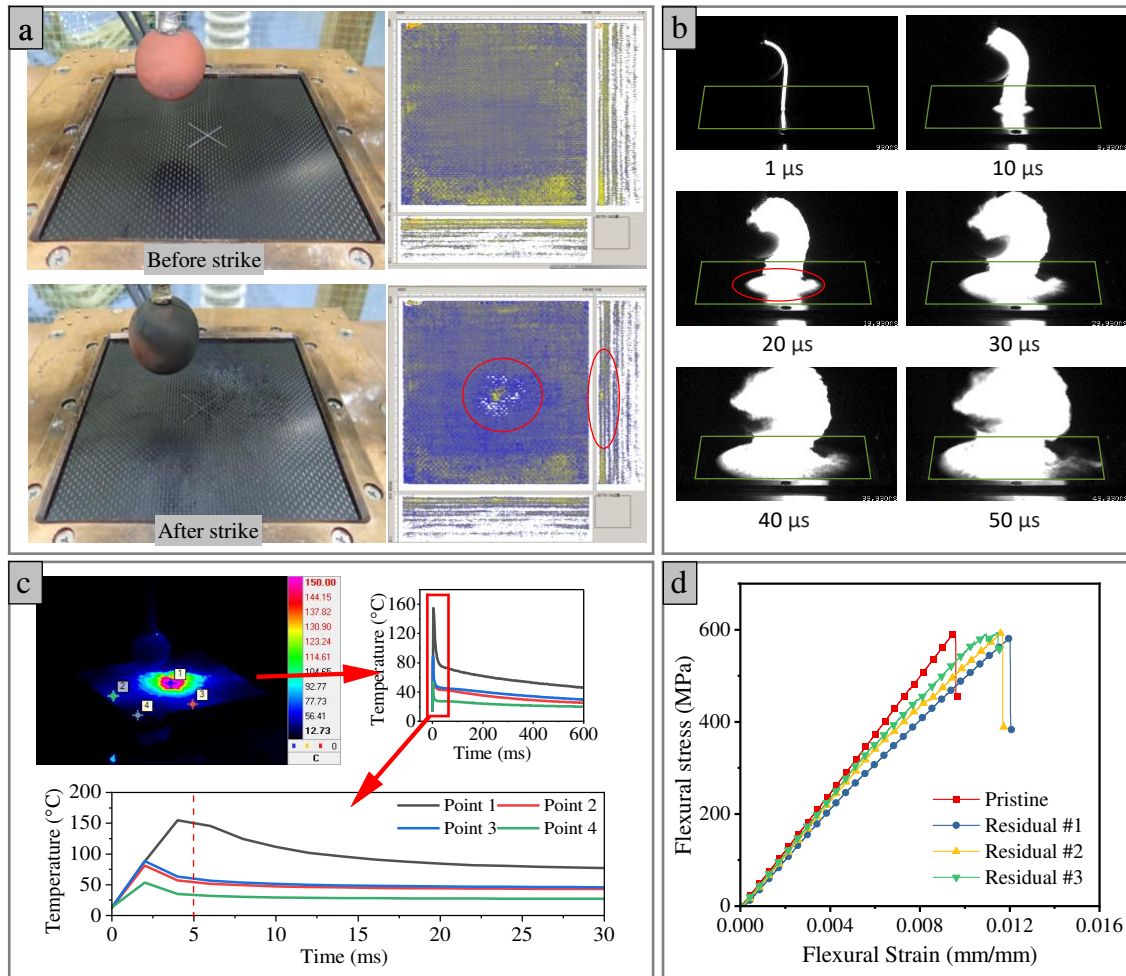 a
Before strike
After strike
b
1 μs
10 μs
20 μs
30 μs
40 μs
50 μs
c
150.00
144.15
137.82
130.90
123.24
114.61
104.65
92.77
77.73
56.41
12.73
0
C
1
2
3
4
Temperature (°C)
160
120
80
40
0
0 200 400 600
Time (ms)
Temperature (°C)
200
150
100
50
0
Point 1 Point 2
Point 3 Point 4
0 5 10 15 20 25 30
Time (ms)
d
Flexural stress (MPa)
600
400
200
0
Pristine
Residual #1
Residual #2
Residual #3
0.000 0.004 0.008 0.012 0.016
Flexural Strain (mm/mm)